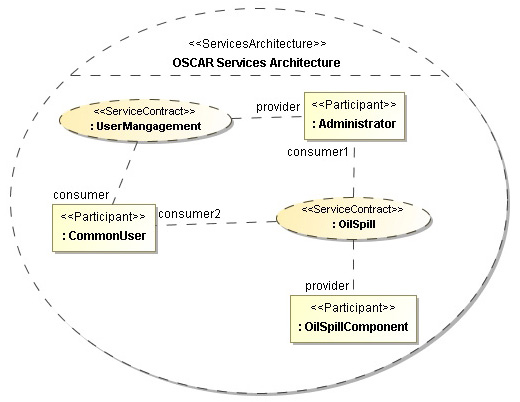 <<ServicesArchitecture>>
OSCAR Services Architecture
<<ServiceContract>>
: UserMangagement
provider
<<Participant>>
: Administrator
consumer1
consumer
<<Participant>>
: CommonUser
consumer2
<<ServiceContract>>
: OilSpill
provider
<<Participant>>
: OilSpillComponent